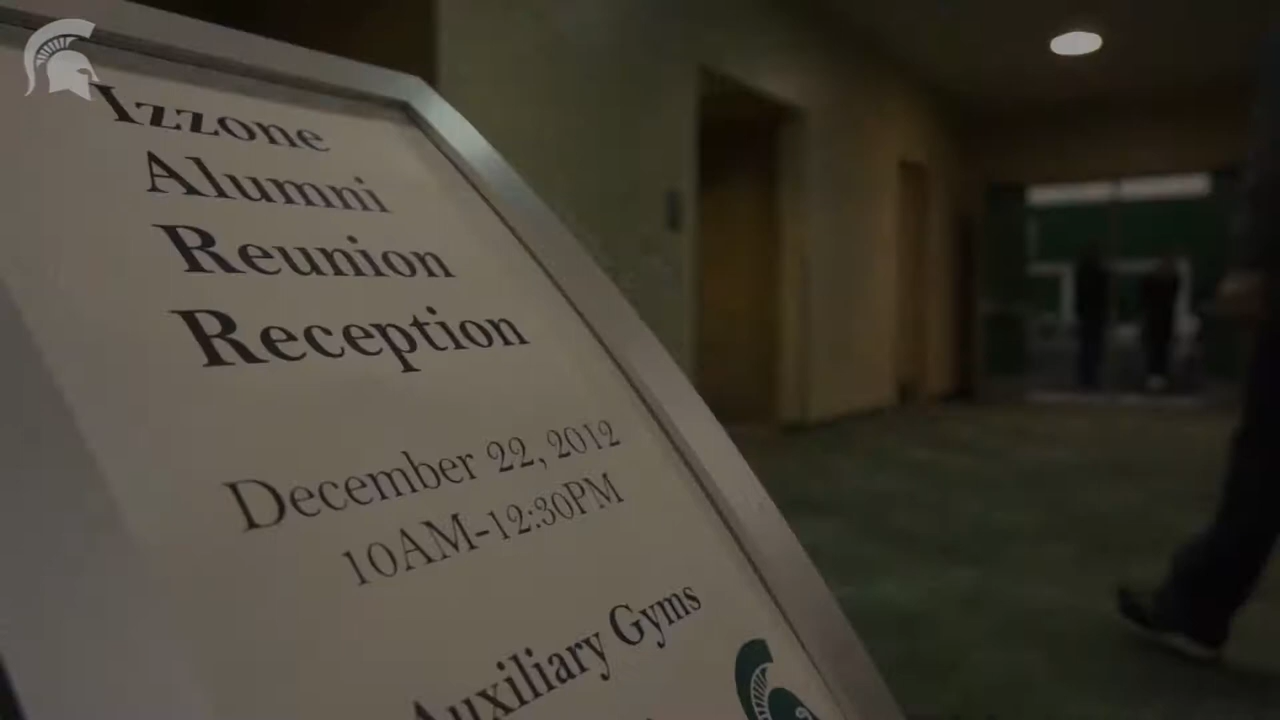 Izzone
Alumni
Reunion
Reception
December 22, 2012
10AM-12:30PM
Auxiliary Gyms